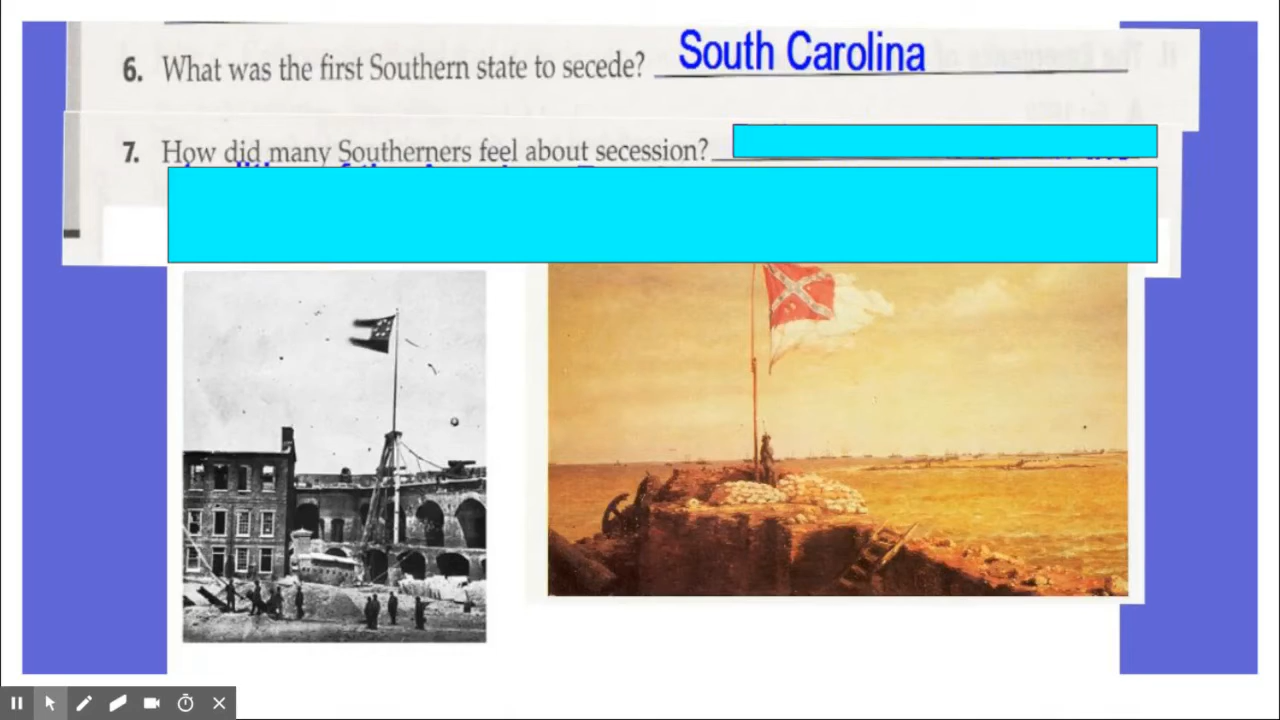 6. What was the first Southern state to secede? South Carolina
7. How did many Southerners feel about secession?